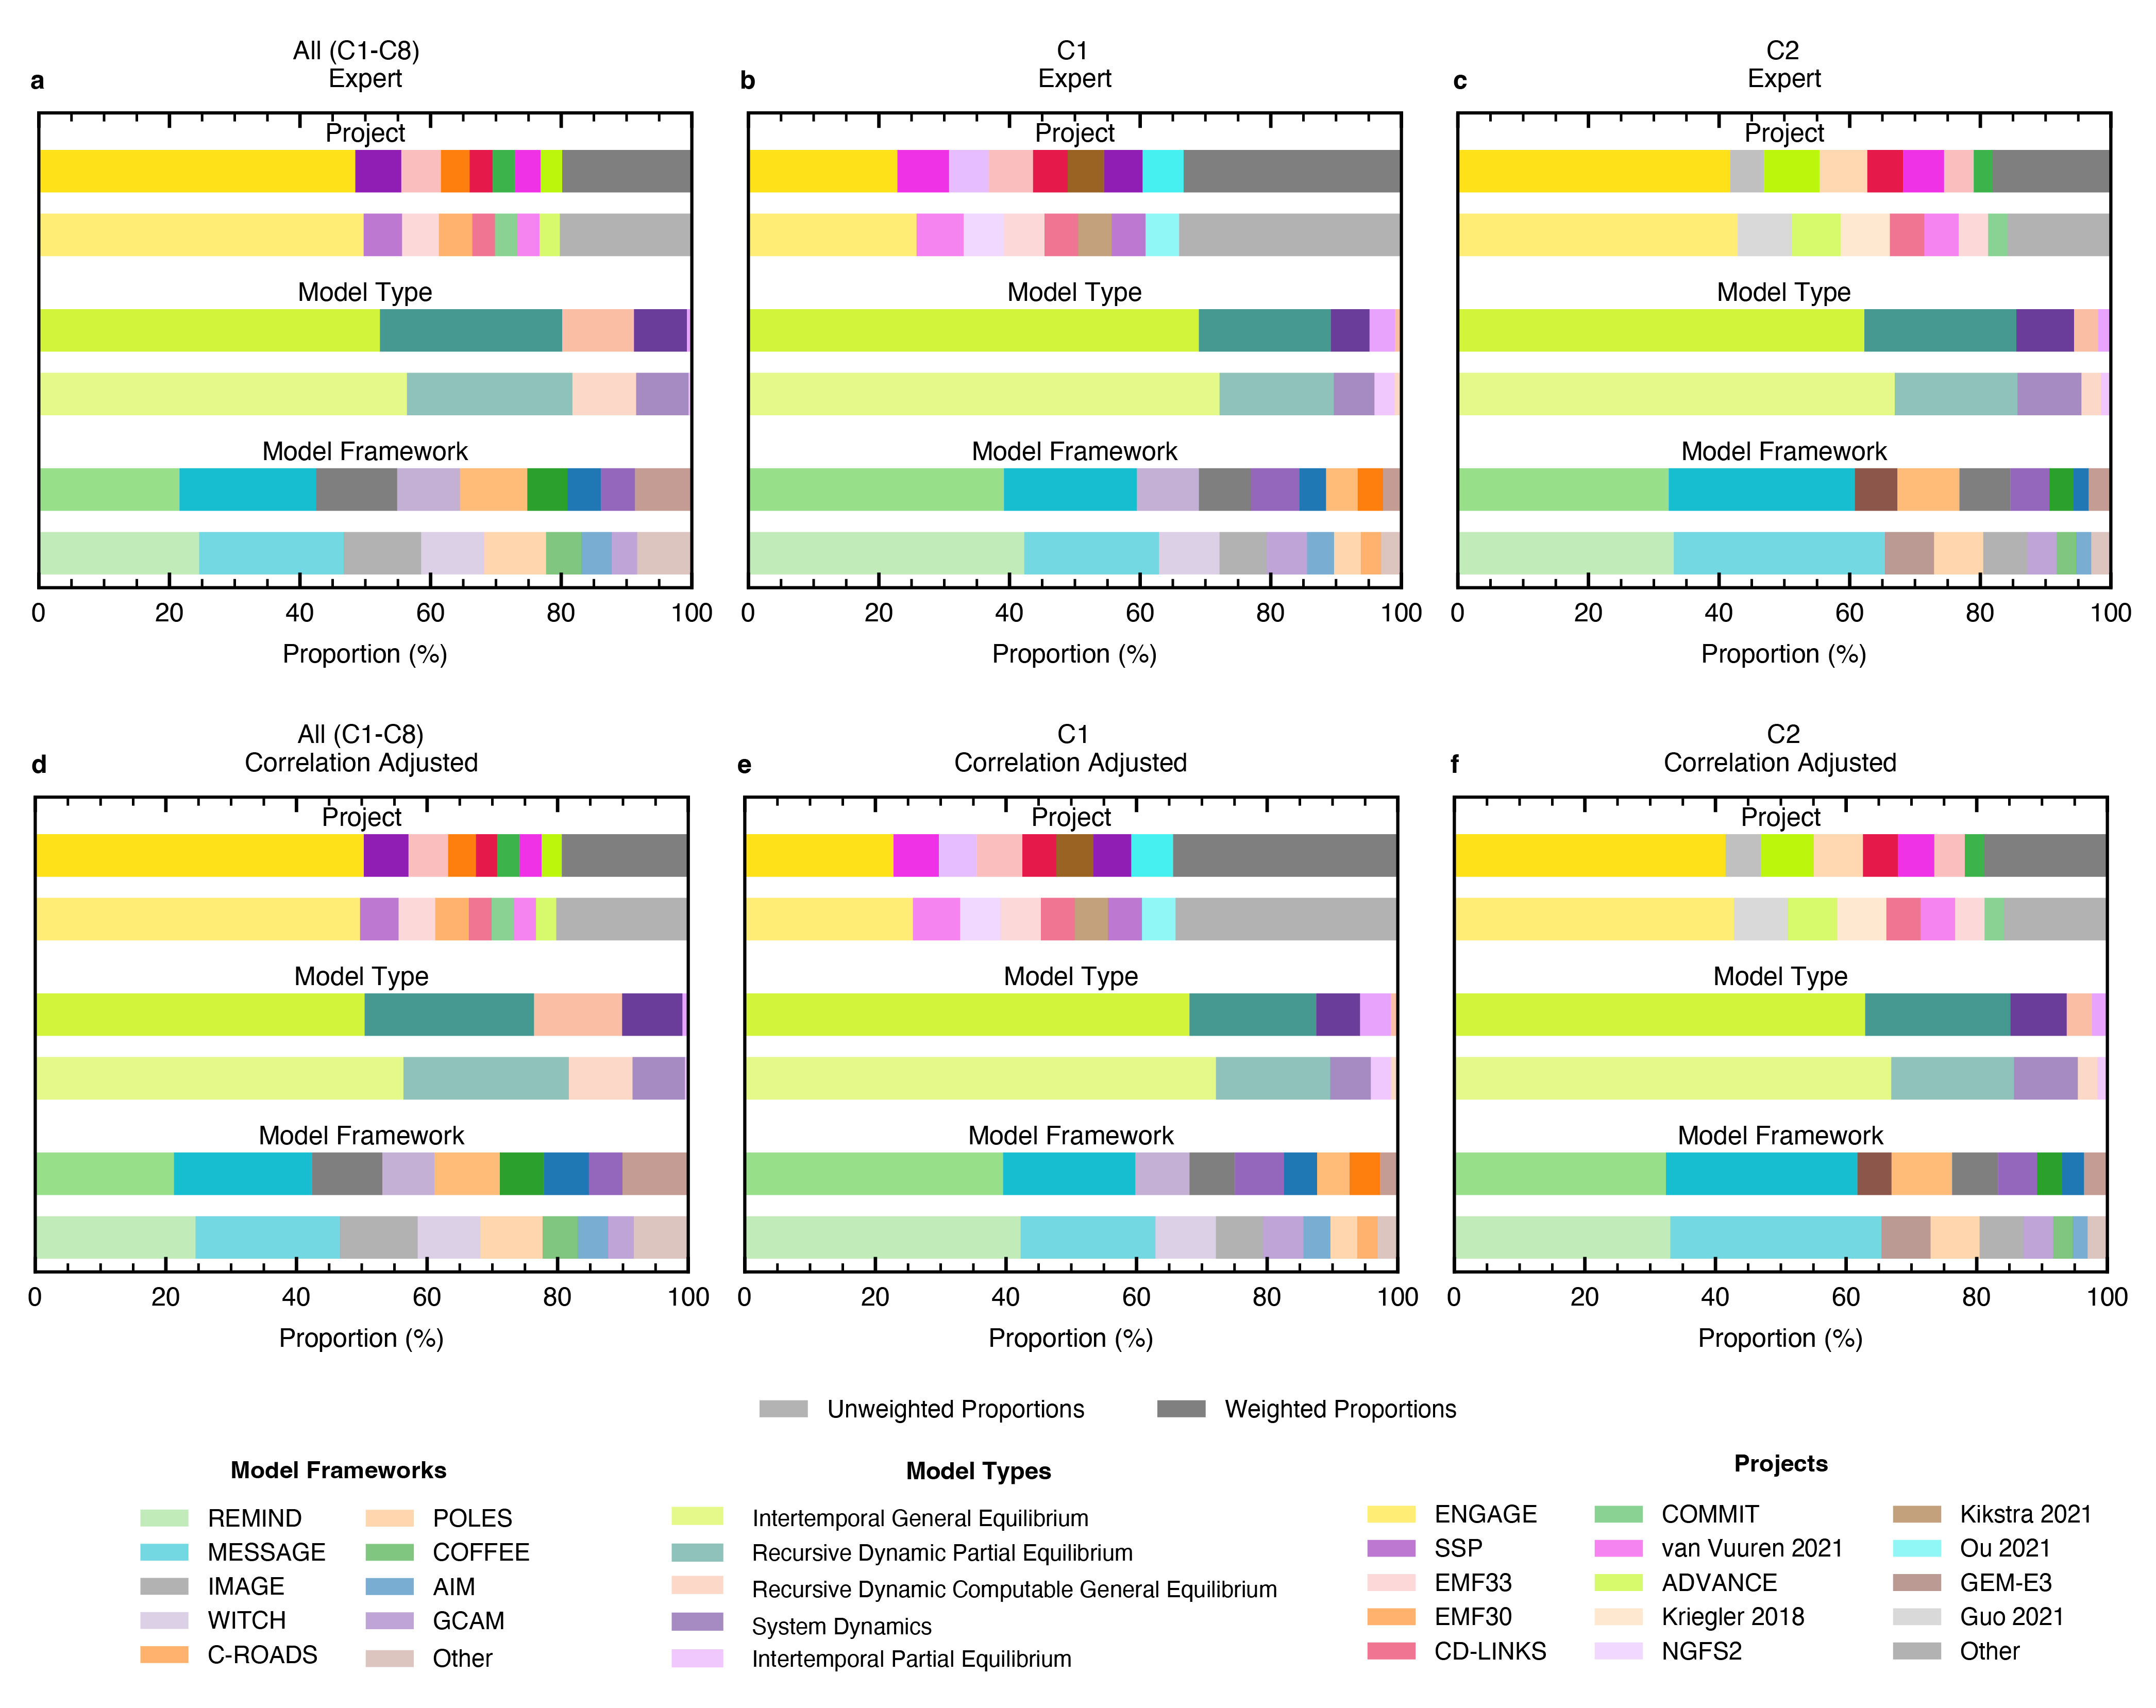 All (C1-C8)
Expert
a
Project
Model Type
Model Framework
0 20 40 60 80 100
Proportion (%)
C1
Expert
b
Project
Model Type
Model Framework
0 20 40 60 80 100
Proportion (%)
C2
Expert
c
Project
Model Type
Model Framework
0 20 40 60 80 100
Proportion (%)
All (C1-C8)
Correlation Adjusted
d
Project
Model Type
Model Framework
0 20 40 60 80 100
Proportion (%)
C1
Correlation Adjusted
e
Project
Model Type
Model Framework
0 20 40 60 80 100
Proportion (%)
C2
Correlation Adjusted
f
Project
Model Type
Model Framework
0 20 40 60 80 100
Proportion (%)
Unweighted Proportions
Weighted Proportions
Model Frameworks
REMIND
MESSAGE
IMAGE
WITCH
C-ROADS
POLES
COFFEE
AIM
GCAM
Other
Model Types
Intertemporal General Equilibrium
Recursive Dynamic Partial Equilibrium
Recursive Dynamic Computable General Equilibrium
System Dynamics
Intertemporal Partial Equilibrium
Projects
ENGAGE
SSP
EMF33
EMF30
CD-LINKS
COMMIT
van Vuuren 2021
ADVANCE
Kriegler 2018
NGFS2
Kikstra 2021
Ou 2021
GEM-E3
Guo 2021
Other